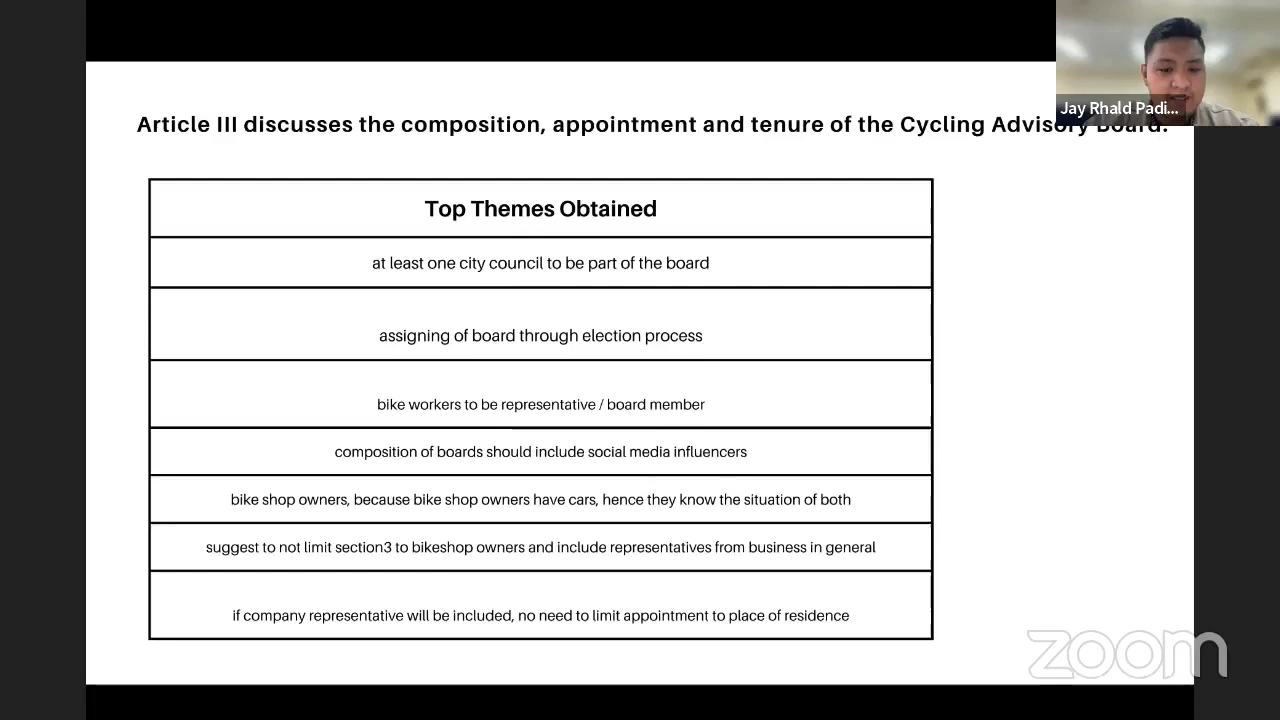 Jay Rhald Padi...
Article III discusses the composition, appointment and tenure of the Cycling Advisory Board.
Top Themes Obtained
at least one city council to be part of the board
assigning of board through election process
bike workers to be representative / board member
composition of boards should include social media influencers
bike shop owners, because bike shop owners have cars, hence they know the situation of both
suggest to not limit section3 to bikeshop owners and include representatives from business in general
if company representative will be included, no need to limit appointment to place of residence
zoom